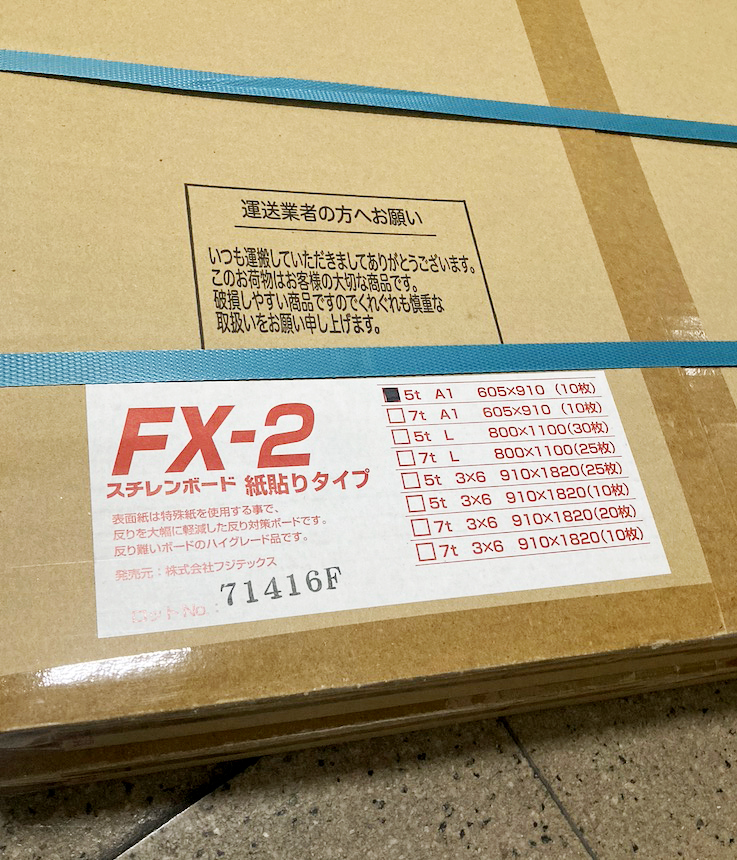 運送業者の方へお願い
いつも運搬していただきましてありがとうございます。
このお荷物はお客様の大切な商品です。
破損しやすい商品ですのでくれぐれも慎重な
取扱いをお願い申し上げます。
FX-2
スチレンボード 紙貼りタイプ
表面紙は特殊紙を使用する事で、
反りを大幅に軽減した反り対策ボードです。
反り難いボードのハイグレード品です。
発売元：株式会社フジテックス
ロットNo.： 71416F
■5t A1 605×910 (10枚)
□7t A1 605×910 (10枚)
□5t L 800×1100(30枚)
□7t L 800×1100(25枚)
□5t 3×6 910×1820(25枚)
□5t 3×6 910×1820(10枚)
□7t 3×6 910×1820(20枚)
□7t 3×6 910×1820(10枚)